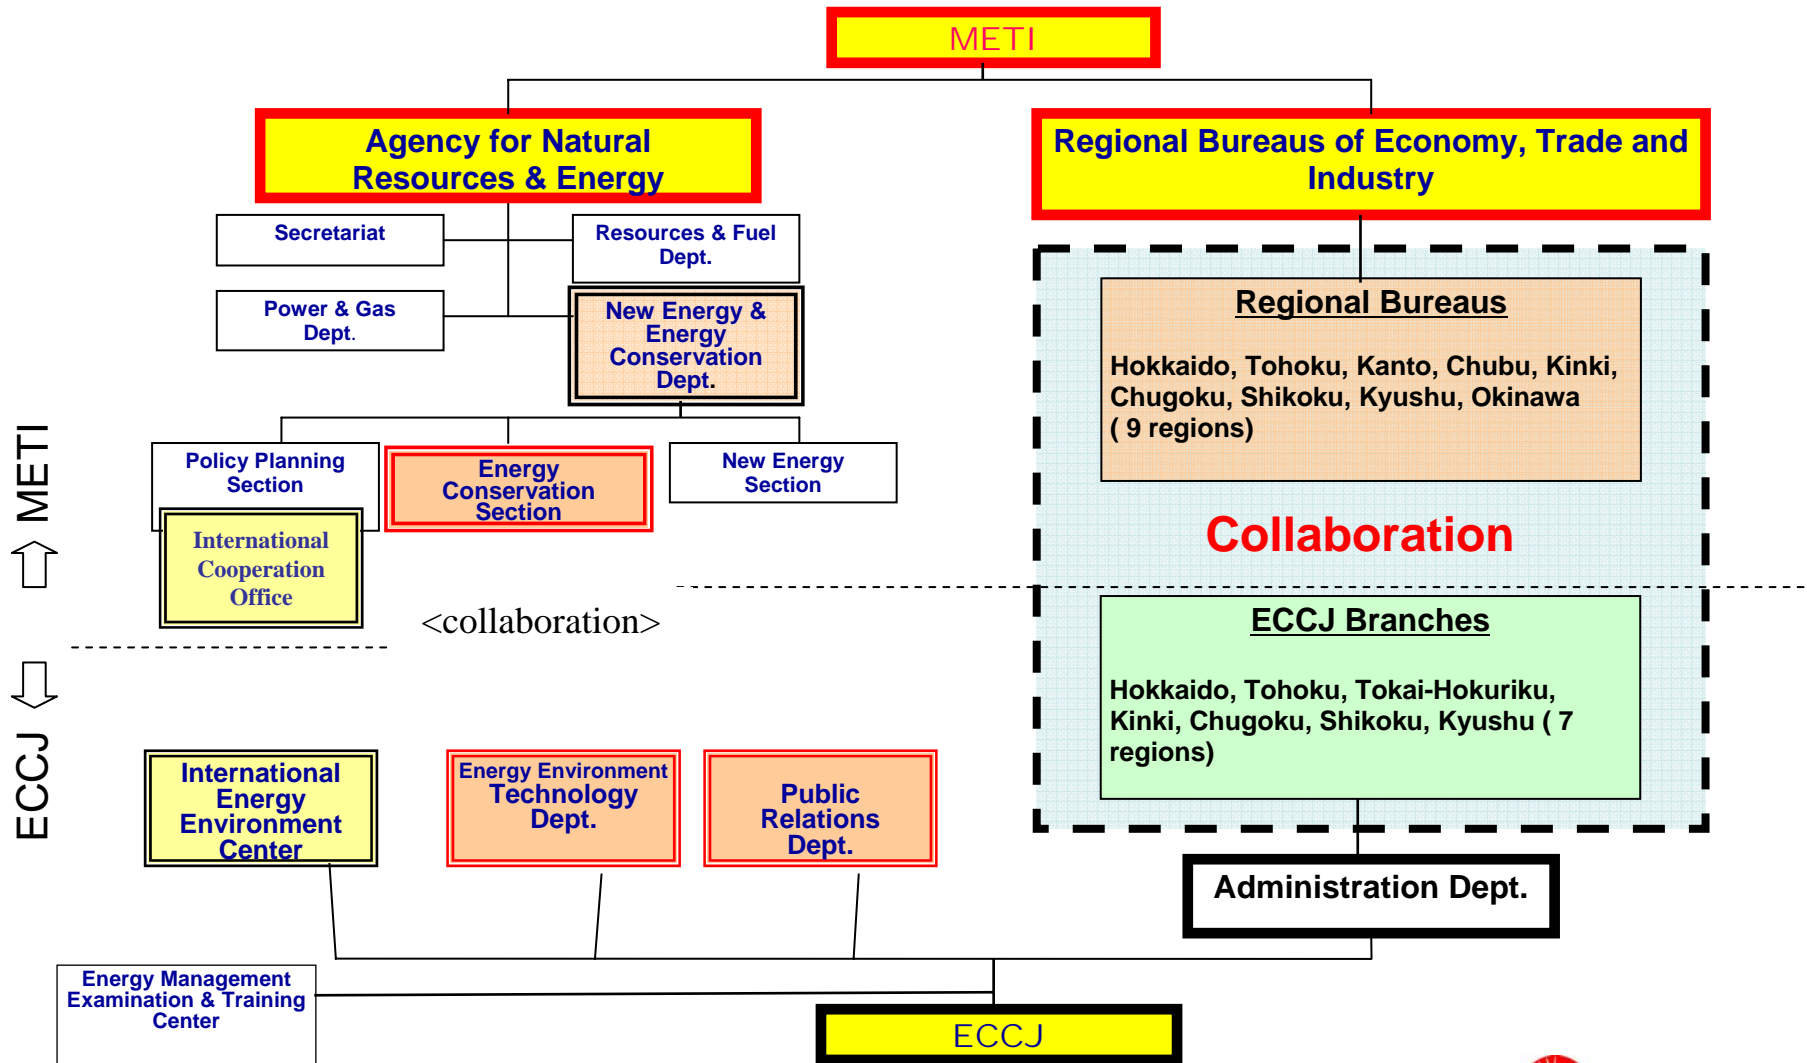 METI
Agency for Natural
Resources & Energy
Regional Bureaus of Economy, Trade and
Industry
Secretariat
Resources & Fuel
Dept.
Power & Gas
Dept.
New Energy &
Energy
Conservation
Dept.
Regional Bureaus
Hokkaido, Tohoku, Kanto, Chubu, Kinki,
Chugoku, Shikoku, Kyushu, Okinawa
( 9 regions)
Policy Planning
Section
Energy
Conservation
Section
New Energy
Section
International
Cooperation
Office
METI
Collaboration
<collaboration>
ECCJ
ECCJ Branches
Hokkaido, Tohoku, Tokai-Hokuriku,
Kinki, Chugoku, Shikoku, Kyushu ( 7
regions)
International
Energy
Environment
Center
Energy Environment
Technology
Dept.
Public
Relations
Dept.
Administration Dept.
Energy Management
Examination & Training
Center
ECCJ